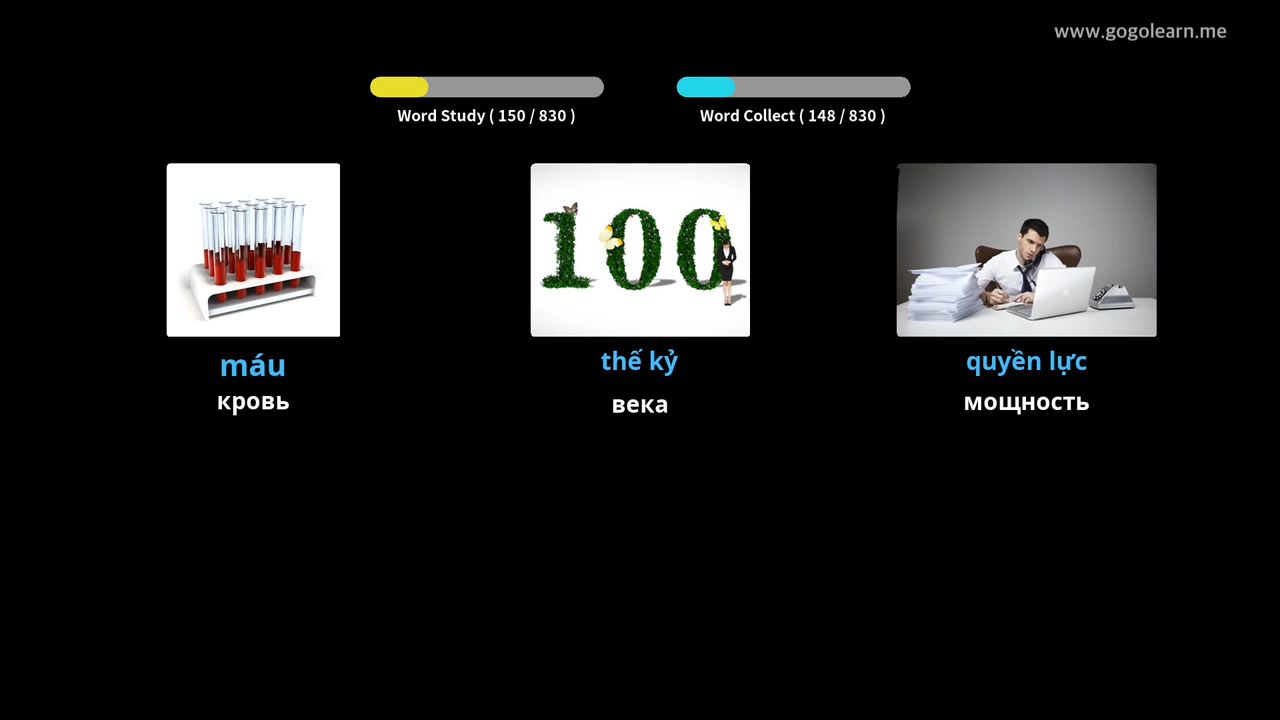 www.gogolearn.me
Word Study ( 150 / 830 )
Word Collect ( 148 / 830 )
máu
кровь
thế kỷ
века
quyền lực
мощность